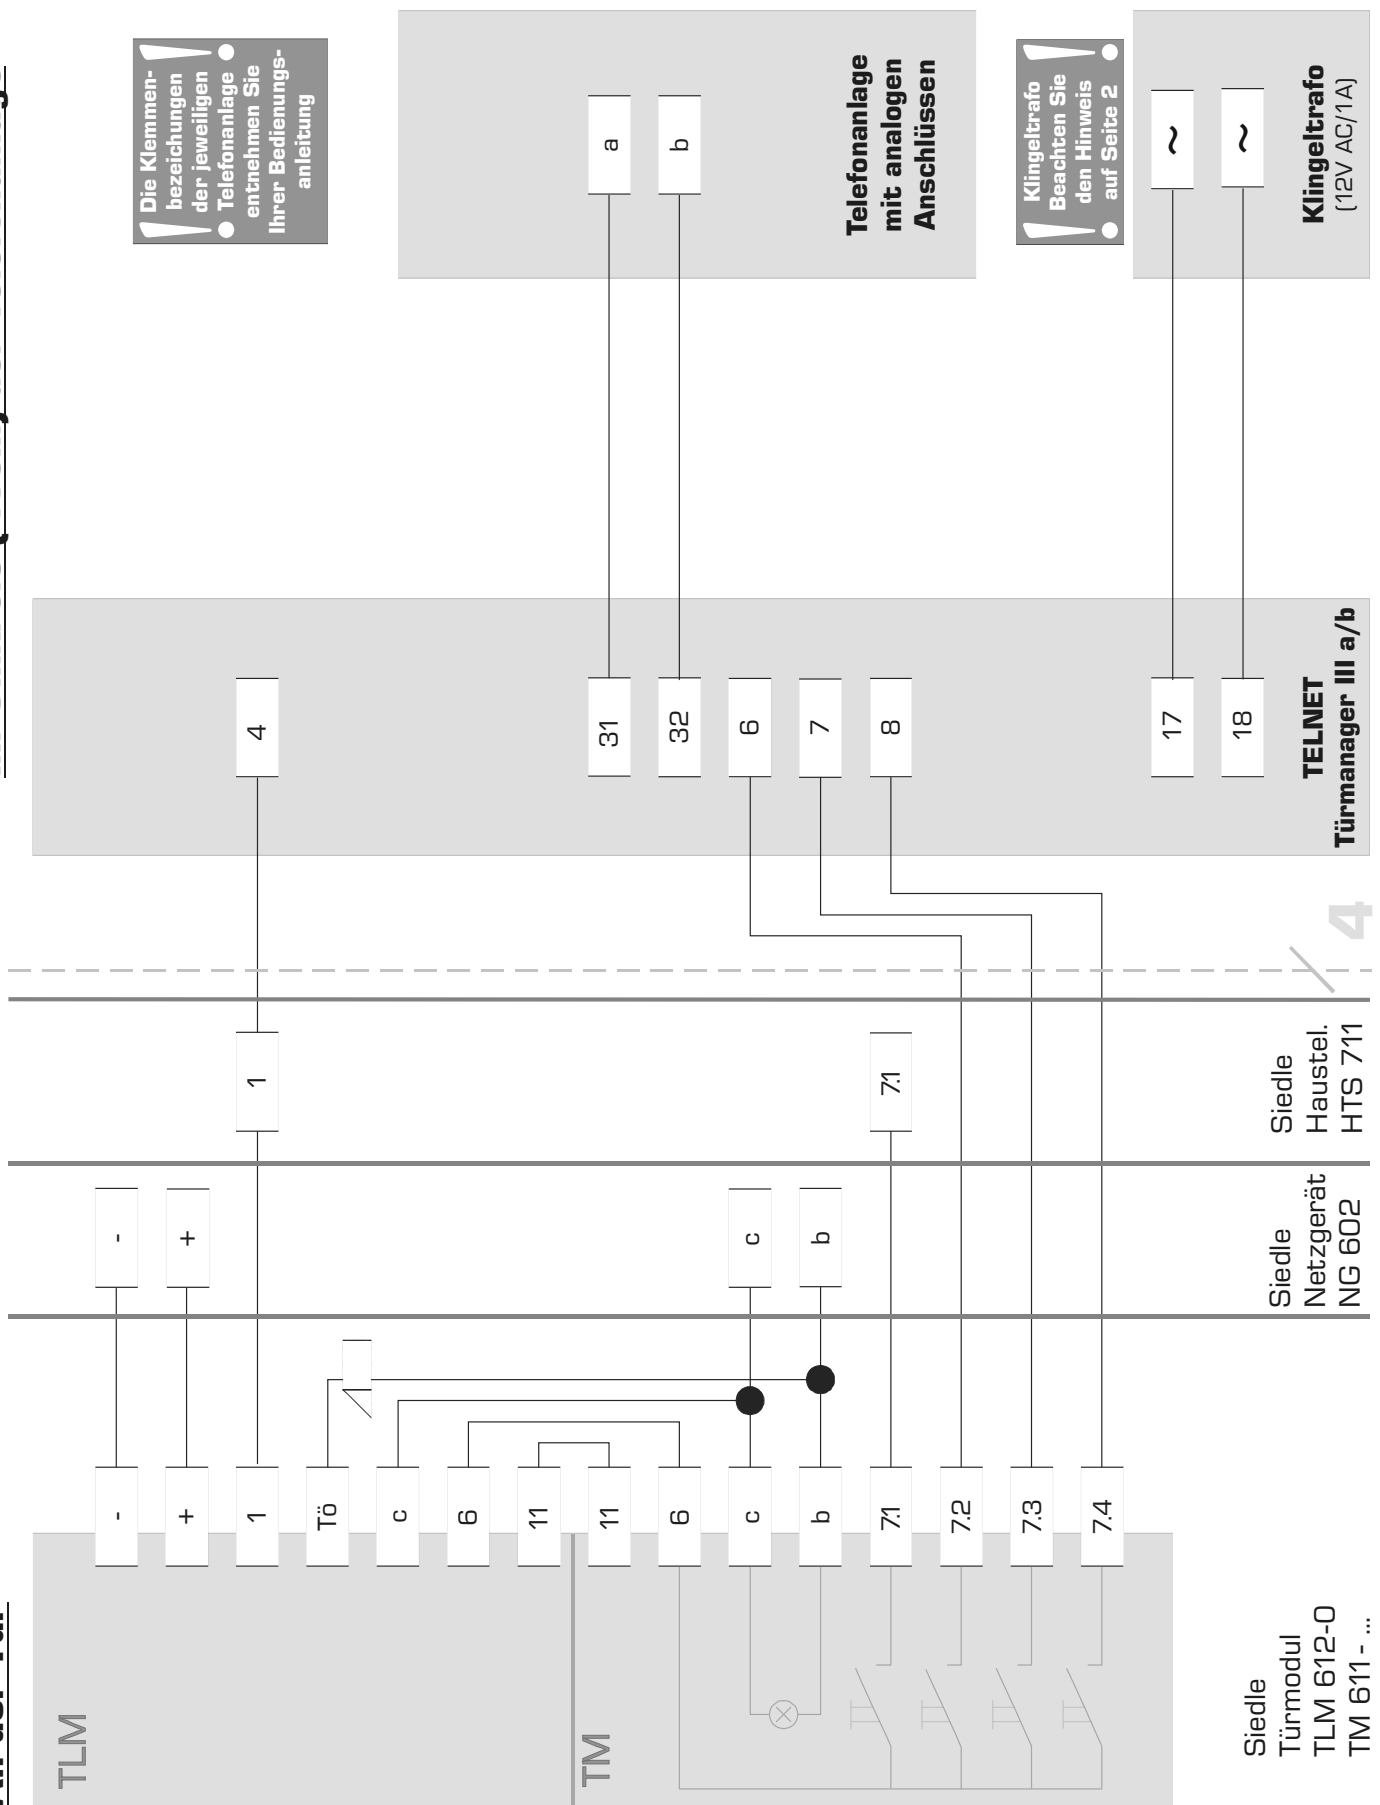 Die Klemmen-
bezeichungen
der jeweiligen
Telefonanlage
entnehmen Sie
Ihrer Bedienungs-
anleitung
a
b
Telefonanlage
mit analogen
Anschlüssen
Klingeltrafo
Beachten Sie
den Hinweis
auf Seite 2
~
~
Klingeltrafo
(12V AC/1A)
4
31
32
6
7
8
17
18
TELNET
Türmanager III a/b
4
1
7.1
Siedle
Haustel.
HTS 711
-
+
c
b
Siedle
Netzgerät
NG 602
-
+
1
Tö
c
6
11
11
6
c
b
7.1
7.2
7.3
7.4
TLM
TM
Siedle
Türmodul
TLM 612-0
TM 611 - ...